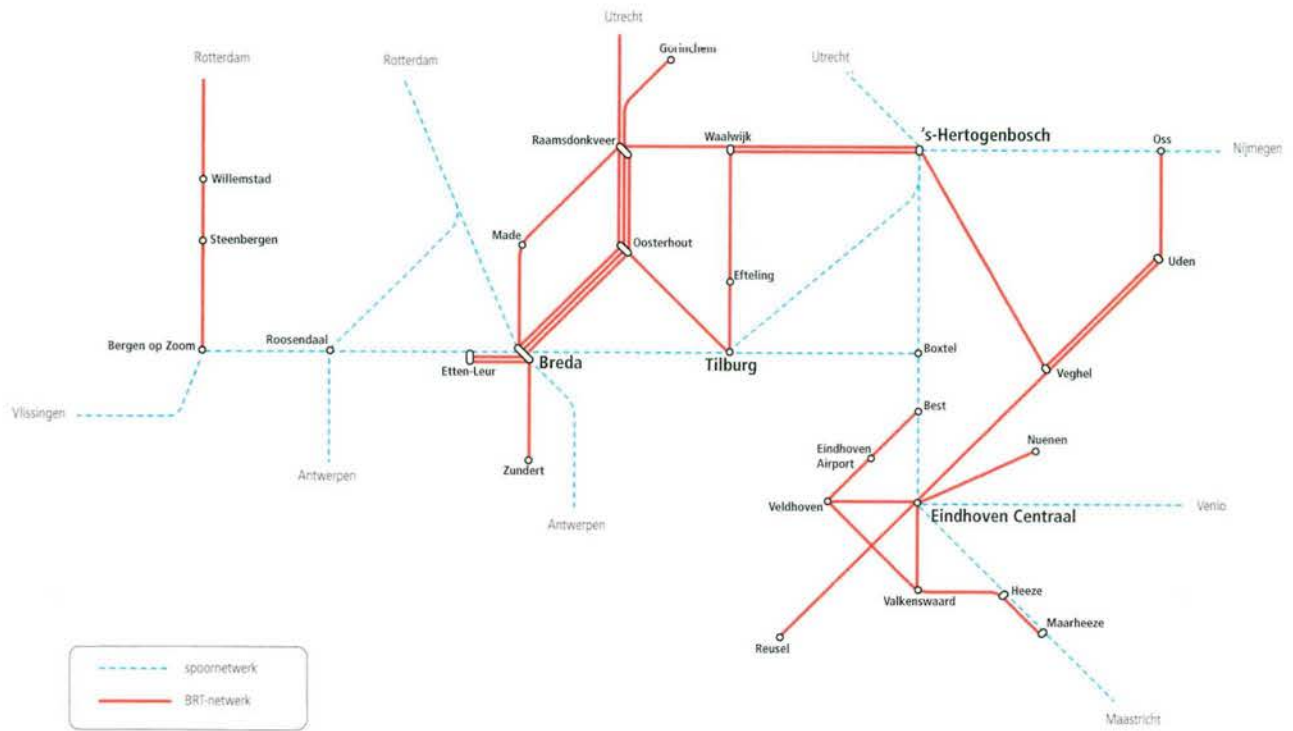 Utrecht
Gorinchem
Rotterdam
Rotterdam
Utrecht
Raamsdonkveer
Waalwijk
's-Hertogenbosch
Oss
Nijmegen
Willemstad
Steenbergen
Made
Oosterhout
Efteling
Uden
Bergen op Zoom
Roosendaal
Etten-Leur
Breda
Tilburg
Boxtel
Veghel
Vlissingen
Best
Nuenen
Eindhoven
Airport
Antwerpen
Zundert
Veldhoven
Antwerpen
Eindhoven Centraal
Venlo
Valkenswaard
Heeze
Maarheeze
Reusel
Maastricht
spoornetwerk
BRT-netwerk